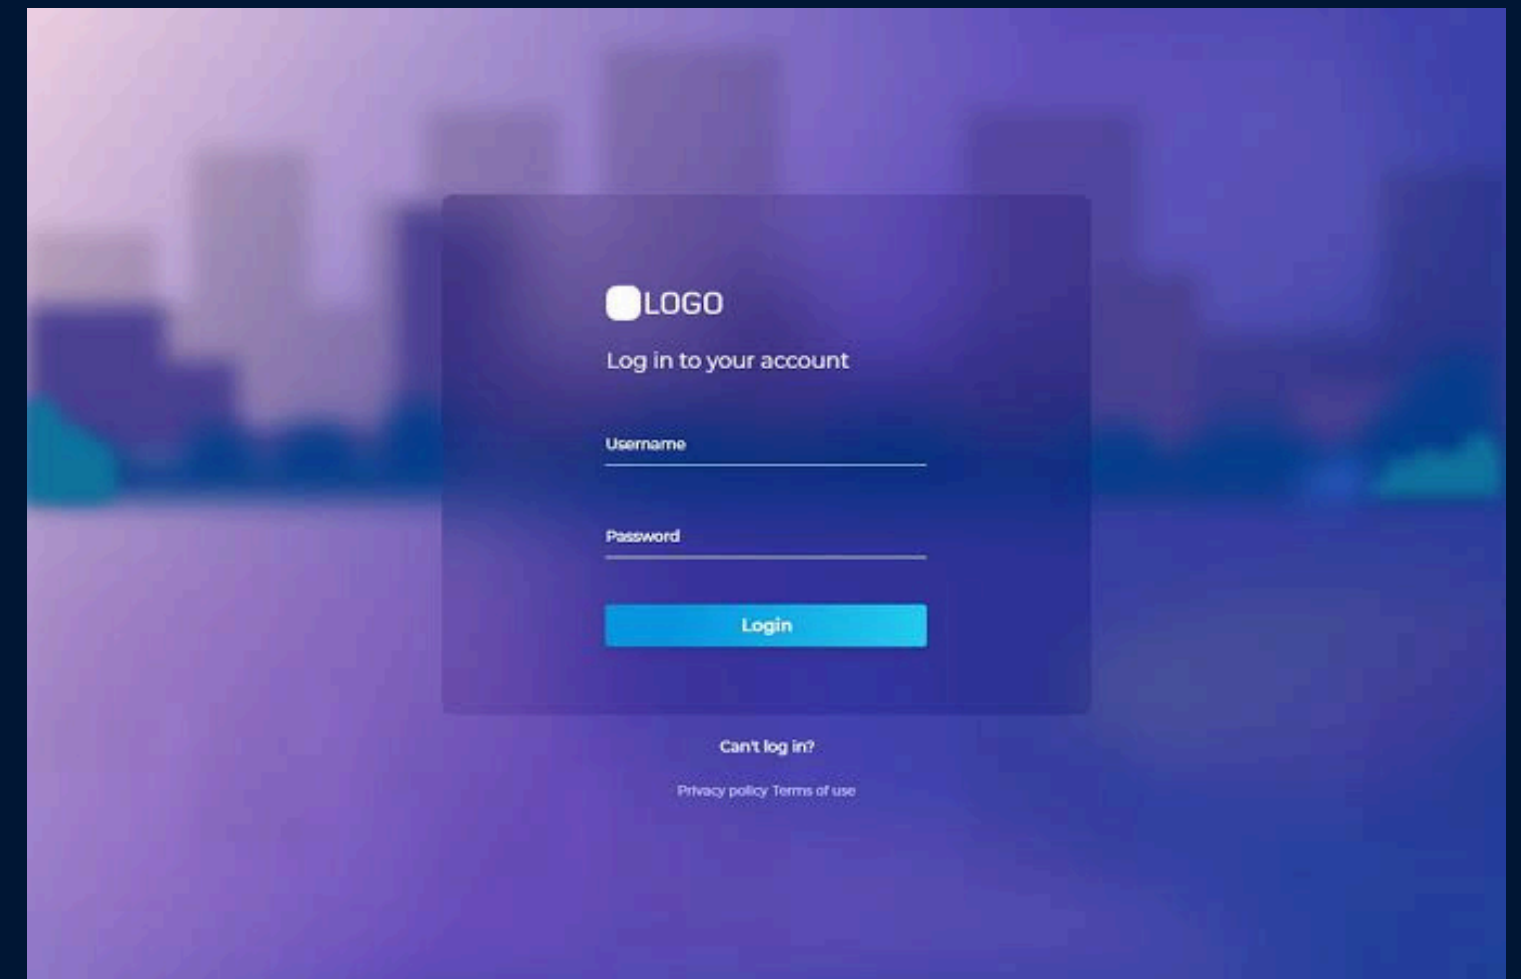 LOGO
Log in to your account
Username
Password
Login
Can't log in?
Privacy policy Terms of use